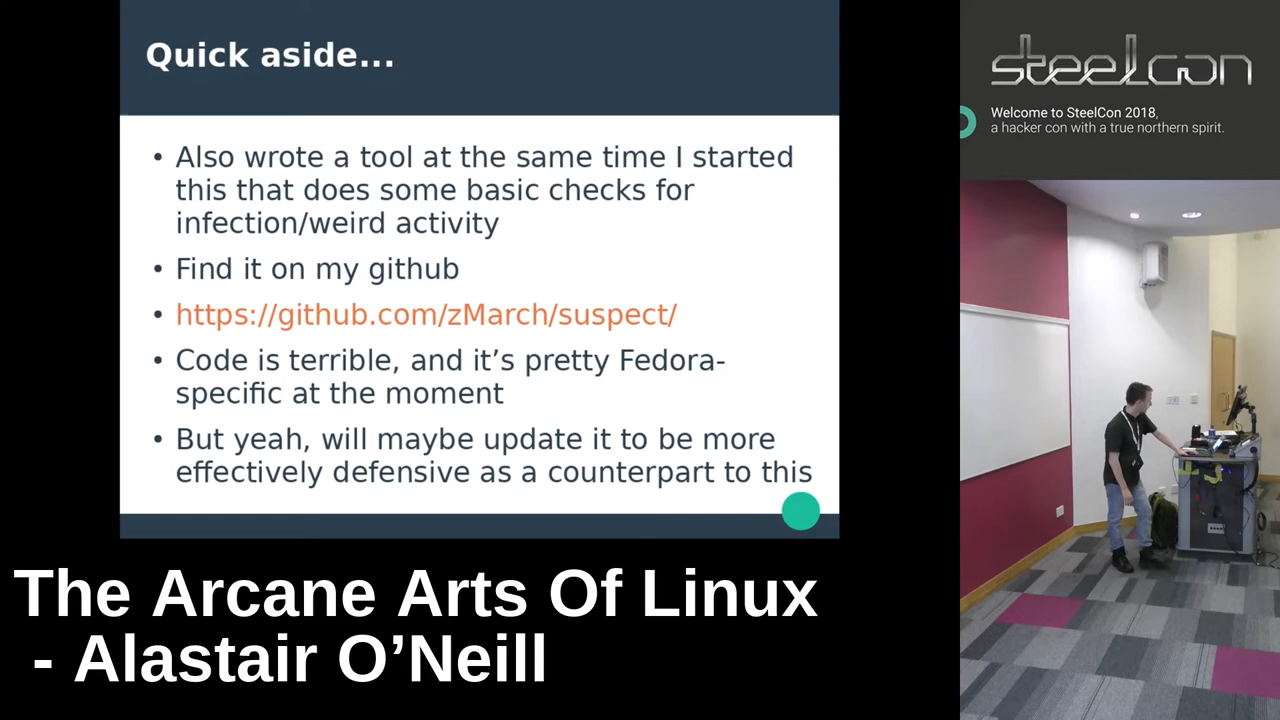 Quick aside...
• Also wrote a tool at the same time I started
this that does some basic checks for
infection/weird activity
• Find it on my github
• https://github.com/zMarch/suspect/
• Code is terrible, and it’s pretty Fedora-
specific at the moment
• But yeah, will maybe update it to be more
effectively defensive as a counterpart to this
The Arcane Arts Of Linux
- Alastair O’Neill
steelcon
Welcome to SteelCon 2018,
a hacker con with a true northern spirit.